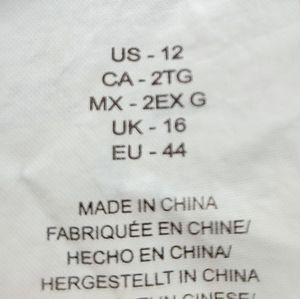 US - 12
CA - 2TG
MX - 2EX G
UK - 16
EU - 44
MADE IN CHINA
FABRIQUÉE EN CHINE/
HECHO EN CHINA/
HERGESTELLT IN CHINA
CINESE/